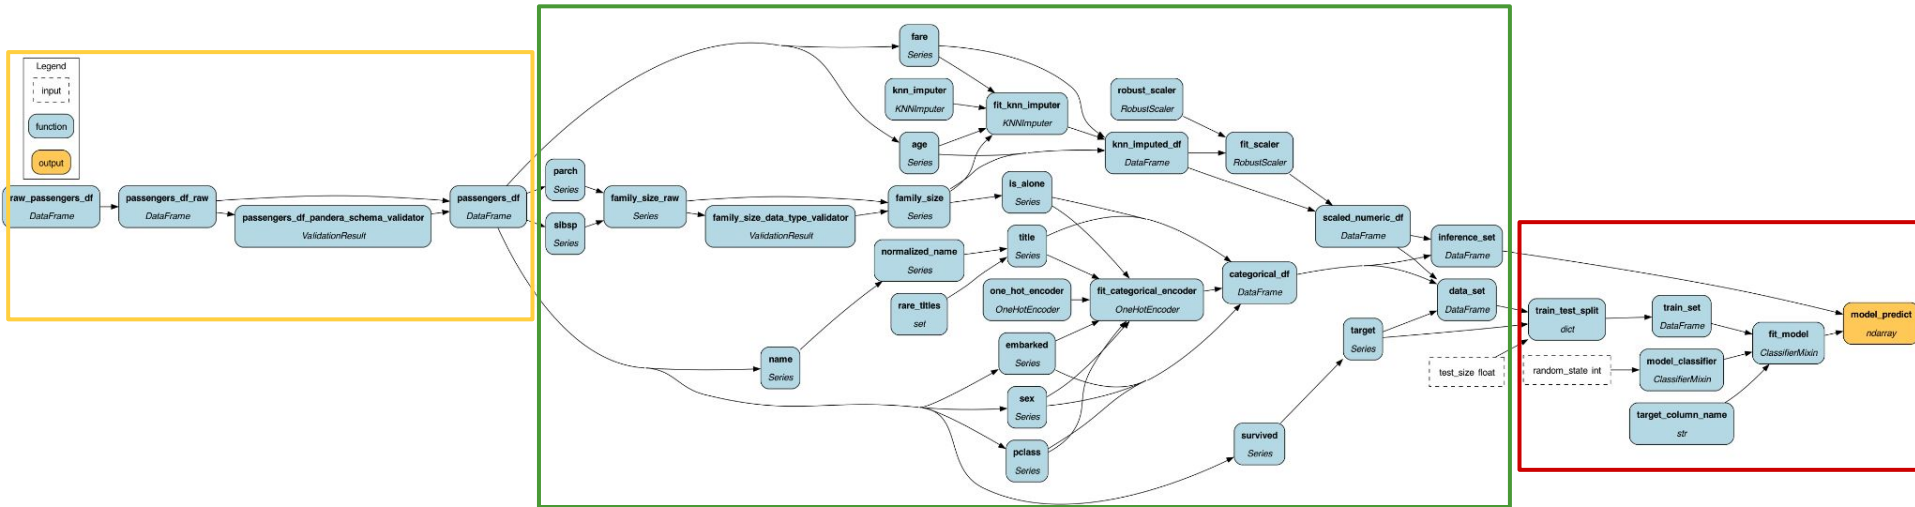 Legend
input
function
output
raw_passengers_df
DataFrame
passengers_df_raw
DataFrame
passengers_df_pandera_schema_validator
ValidationResult
passengers_df
DataFrame
parch
Series
sibsp
Series
family_size_raw
Series
family_size_data_type_validator
ValidationResult
fare
Series
knn_imputer
KNNImputer
age
Series
family_size
Series
fit_knn_imputer
KNNImputer
robust_scaler
RobustScaler
knn_imputed_df
DataFrame
fit_scaler
RobustScaler
is_alone
Series
title
Series
normalized_name
Series
rare_titles
set
one_hot_encoder
OneHotEncoder
fit_categorical_encoder
OneHotEncoder
categorical_df
DataFrame
scaled_numeric_df
DataFrame
inference_set
DataFrame
data_set
DataFrame
name
Series
embarked
Series
sex
Series
pclass
Series
survived
Series
target
Series
test_size float
train_test_split
dict
random_state int
train_set
DataFrame
model_classifier
ClassifierMixin
target_column_name
str
fit_model
ClassifierMixin
model_predict
ndarray